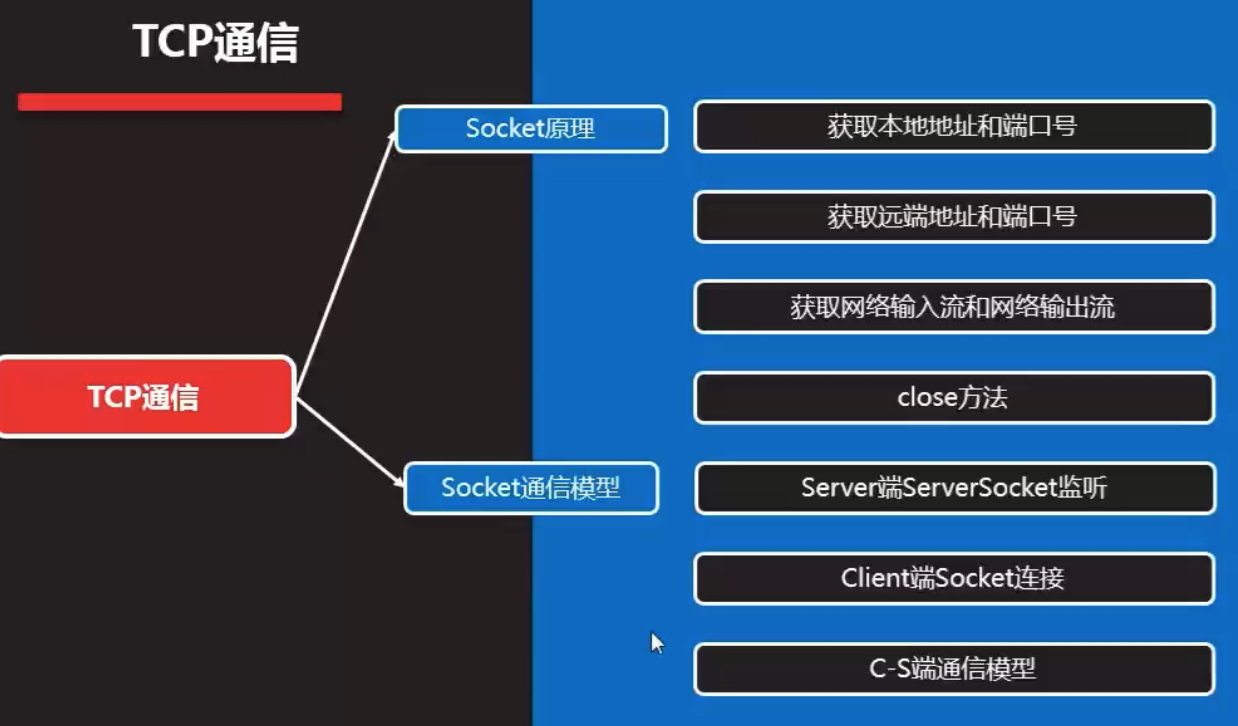 TCP通信
TCP通信
Socket原理
获取本地地址和端口号
获取远端地址和端口号
获取网络输入流和网络输出流
close方法
Socket通信模型
Server端ServerSocket监听
Client端Socket连接
C-S端通信模型